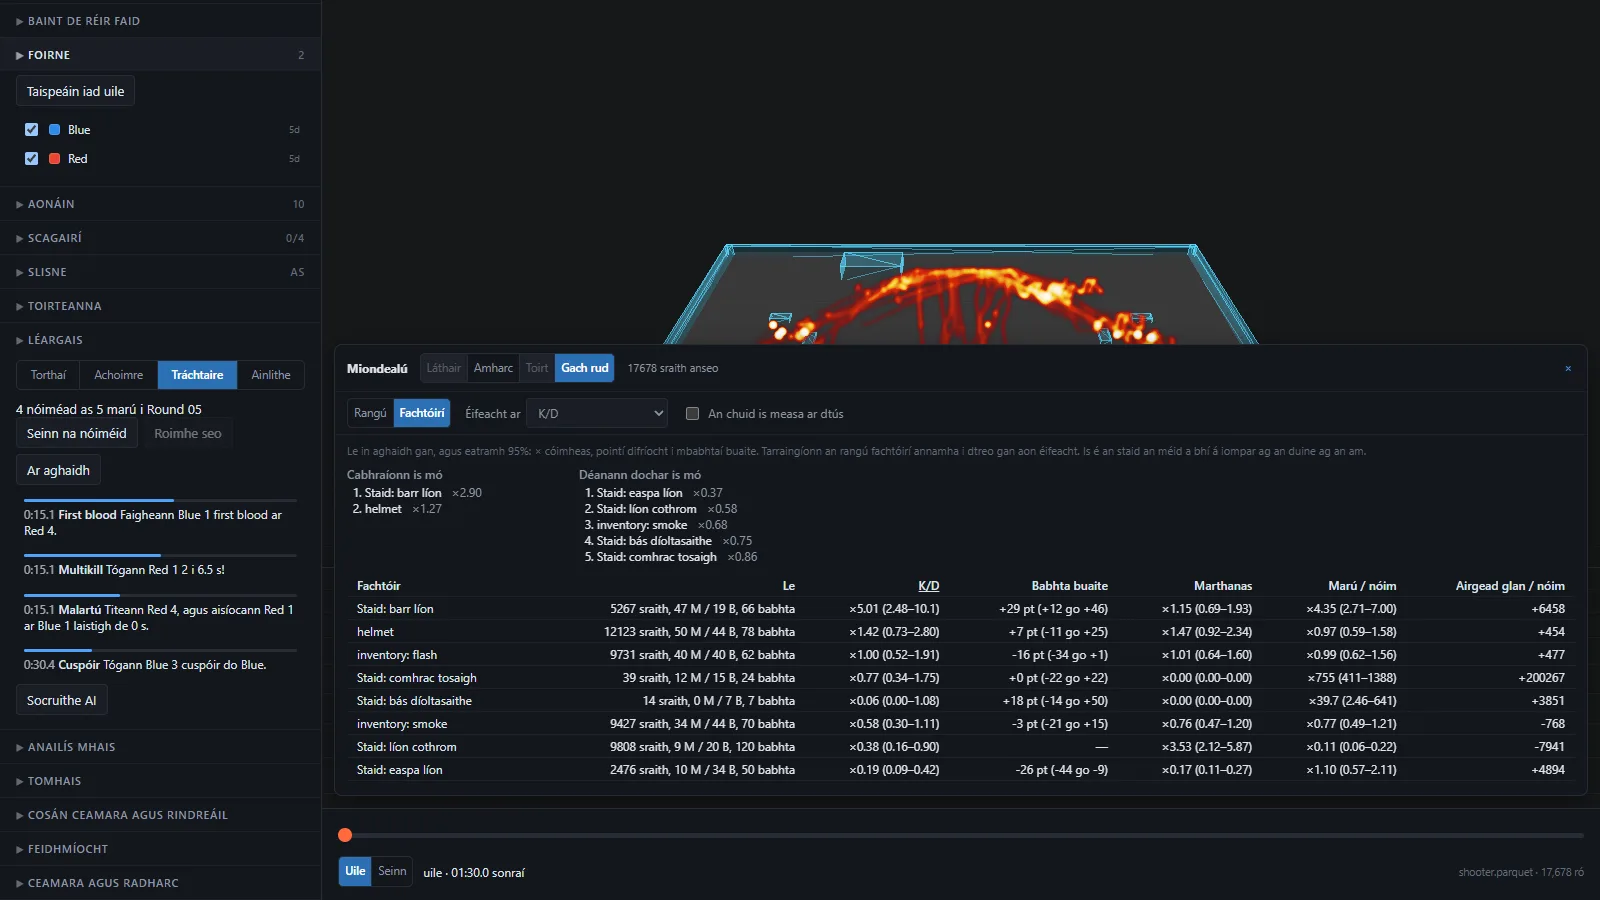 BAINT DE RÉIR FAID
FOIRNE 2
Taispeáin iad uile
Blue 5d
Red 5d
AONÁIN 10
SCAGAIRÍ 0/4
SLISNE AS
TOIRTEANNA
LÉARGAIS
Torthaí Achoimre Tráchtaire Ainlithe
4 nóiméad as 5 marú i Round 05
Seinn na nóiméid Roimhe seo
Ar aghaidh
0:15.1 First blood Faigheann Blue 1 first blood ar
Red 4.
0:15.1 Multikill Tógann Red 1 2 i 6.5 s!
0:15.1 Malartú Titeann Red 4, agus aisíocann Red 1
ar Blue 1 laistigh de 0 s.
0:30.4 Cuspóir Tógann Blue 3 cuspóir do Blue.
Socruithe AI
ANAILÍS MHAIS
TOMHAIS
COSÁN CEAMARA AGUS RINDREÁIL
FEIDHMÍOCHT
CEAMARA AGUS RADHARC
Miondealú Láthair Amharc Toirt Gach rud 17678 sraith anseo ×
Rangú Fachtóirí Éifeacht ar K/D An chuid is measa ar dtús
Le in aghaidh gan, agus eatramh 95%: × cóimheas, pointí difríocht i mbabhtaí buaite. Tarraingíonn an rangú fachtóirí annamha i dtreo gan aon éifeacht. Is é an staid an méid a bhí á iompar ag an duine ag an am.
Cabhraíonn is mó
1. Staid: barr líon ×2.90
2. helmet ×1.27
Déanann dochar is mó
1. Staid: easpa líon ×0.37
2. Staid: líon cothrom ×0.58
3. inventory: smoke ×0.68
4. Staid: bás díoltasaithe ×0.75
5. Staid: comhrac tosaigh ×0.86
Fachtóir Le K/D Babhta buaite Marthanas Marú / nóim Airgead glan / nóim
Staid: barr líon 5267 sraith, 47 M / 19 B, 66 babhta ×5.01 (2.48–10.1) +29 pt (+12 go +46) ×1.15 (0.69–1.93) ×4.35 (2.71–7.00) +6458
helmet 12123 sraith, 50 M / 44 B, 78 babhta ×1.42 (0.73–2.80) +7 pt (-11 go +25) ×1.47 (0.92–2.34) ×0.97 (0.59–1.58) +454
inventory: flash 9731 sraith, 40 M / 40 B, 62 babhta ×1.00 (0.52–1.91) -16 pt (-34 go +1) ×1.01 (0.64–1.60) ×0.99 (0.62–1.56) +477
Staid: comhrac tosaigh 39 sraith, 12 M / 15 B, 24 babhta ×0.77 (0.34–1.75) +0 pt (-22 go +22) ×0.00 (0.00–0.00) ×755 (411–1388) +200267
Staid: bás díoltasaithe 14 sraith, 0 M / 7 B, 7 babhta ×0.06 (0.00–1.08) +18 pt (-14 go +50) ×0.00 (0.00–0.00) ×39.7 (2.46–641) +3851
inventory: smoke 9427 sraith, 34 M / 44 B, 70 babhta ×0.58 (0.30–1.11) -3 pt (-21 go +15) ×0.76 (0.47–1.20) ×0.77 (0.49–1.21) -768
Staid: líon cothrom 9808 sraith, 9 M / 20 B, 120 babhta ×0.38 (0.16–0.90) — ×3.53 (2.12–5.87) ×0.11 (0.06–0.22) -7941
Staid: easpa líon 2476 sraith, 10 M / 34 B, 50 babhta ×0.19 (0.09–0.42) -26 pt (-44 go -9) ×0.17 (0.11–0.27) ×1.10 (0.57–2.11) +4894
Uile Seinn uile · 01:30.0 sonraí
shooter.parquet · 17,678 ró